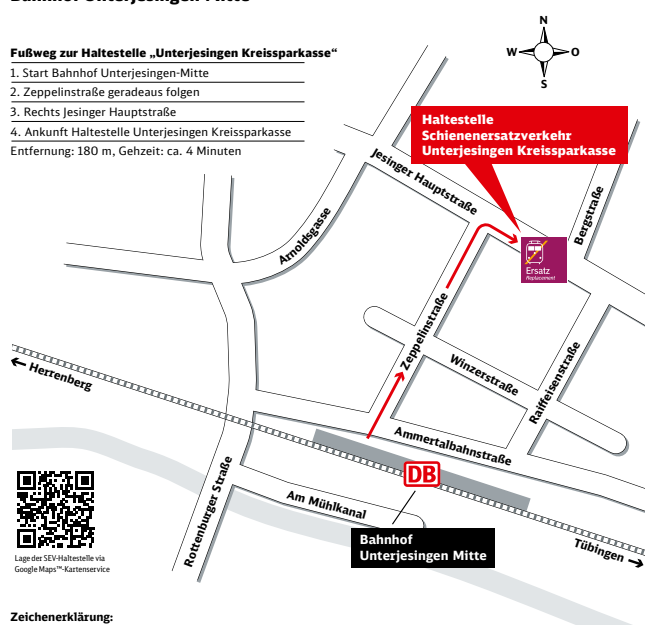 Bahnhof Unterjesingen Mitte
Fußweg zur Haltestelle „Unterjesingen Kreissparkasse“
1. Start Bahnhof Unterjesingen-Mitte
2. Zeppelinstraße geradeaus folgen
3. Rechts Jesinger Hauptstraße
4. Ankunft Haltestelle Unterjesingen Kreissparkasse
Entfernung: 180 m, Gehzeit: ca. 4 Minuten
N
W
O
S
Haltestelle
Schienenersatzverkehr
Unterjesingen Kreissparkasse
Jesinger Hauptstraße
Bergstraße
Arnoldsgasse
Ersatz
Replacement
Zeppelinstraße
Winzerstraße
Raiffeisenstraße
← Herrenberg
Ammertalbahnstraße
DB
Rottenburger Straße
Am Mühlkanal
Bahnhof
Unterjesingen Mitte
Tübingen →
Lage der SEV-Haltestelle via
Google Maps™-Kartenservice
Zeichenerklärung: